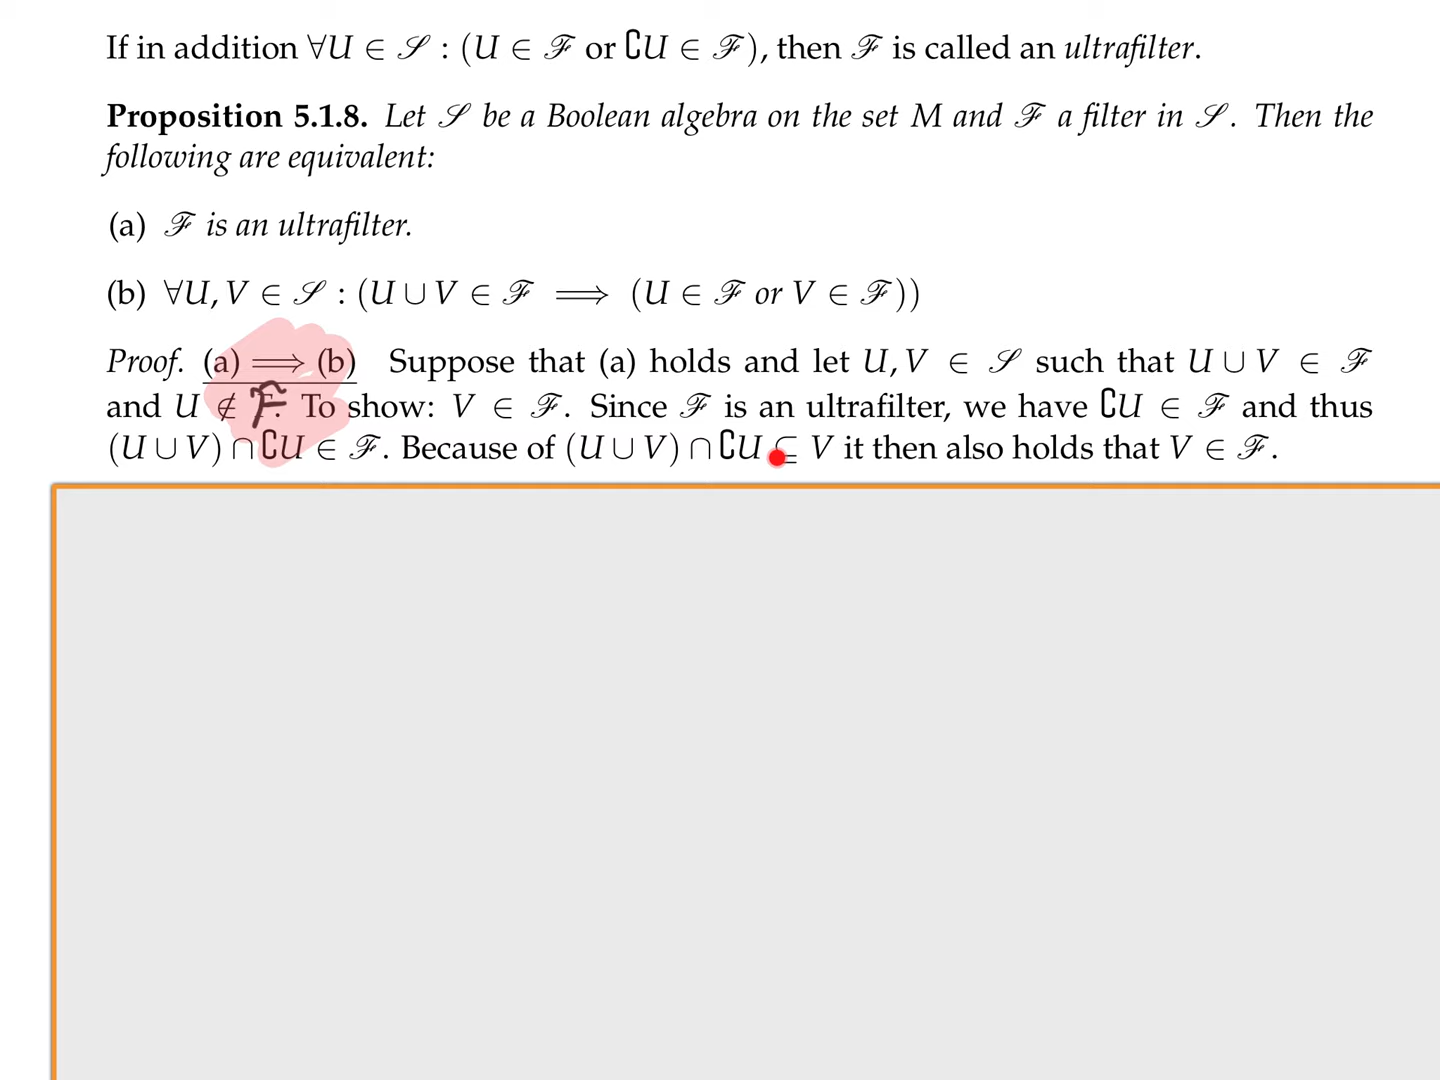 If in addition ∀U ∈ 𝒮 : (U ∈ ℱ or ∁U ∈ ℱ), then ℱ is called an ultrafilter.
Proposition 5.1.8. Let 𝒮 be a Boolean algebra on the set M and ℱ a filter in 𝒮. Then the
following are equivalent:
(a) ℱ is an ultrafilter.
(b) ∀U, V ∈ 𝒮 : (U ∪ V ∈ ℱ ⟹ (U ∈ ℱ or V ∈ ℱ))
Proof. (a) ⟹ (b) Suppose that (a) holds and let U, V ∈ 𝒮 such that U ∪ V ∈ ℱ
and U ∉ ℱ. To show: V ∈ ℱ. Since ℱ is an ultrafilter, we have ∁U ∈ ℱ and thus
(U ∪ V) ∩ ∁U ∈ ℱ. Because of (U ∪ V) ∩ ∁U ⊆ V it then also holds that V ∈ ℱ.